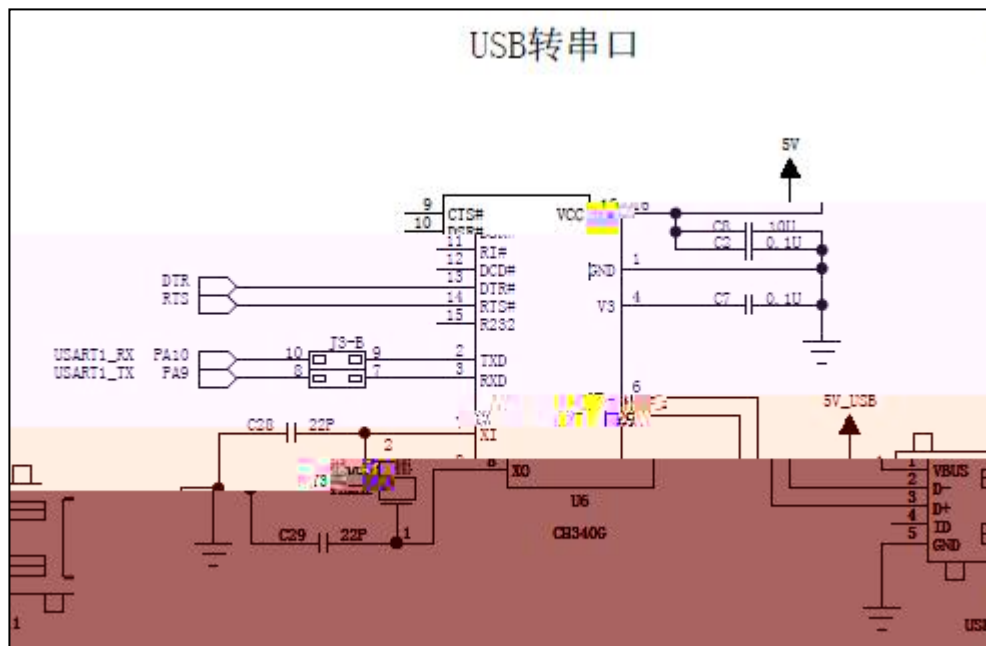 USB转串口
5V
9 CTS# VCC
10
C8 10U
11 RI# C2 0.1U
12 DCD# GND 1
DTR 13 DTR#
RTS 14 RTS# V3 4 C7 0.1U
15 R232
J3-B
USART1_RX PA10 10 9 2 TXD
USART1_TX PA9 8 7 3 RXD
6
5V_USB
C28 22P XI
2
8 XO 1 VBUS
2 D-
U6 3 D+
4 ID
C29 22P 1 CH340G 5 GND
1